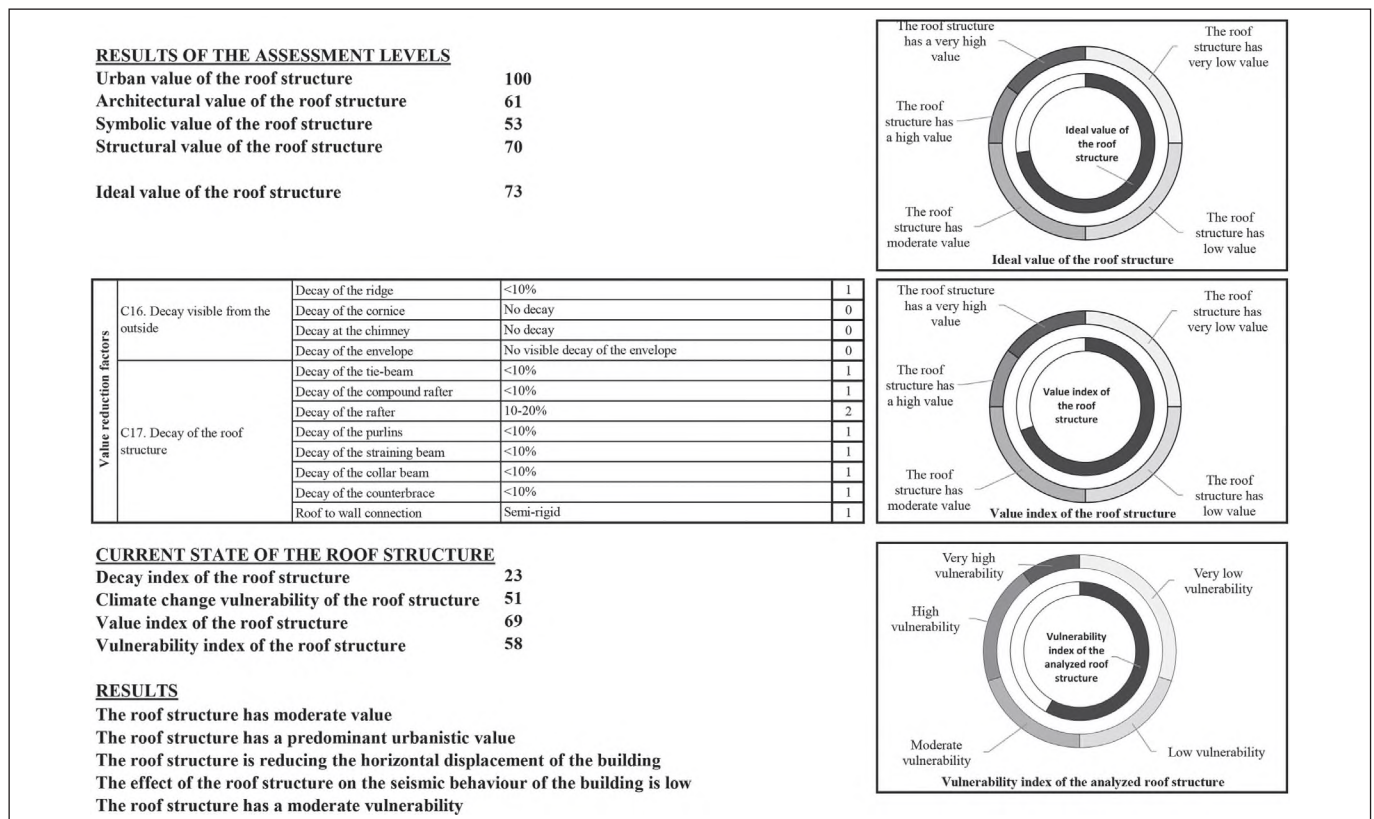 RESULTS OF THE ASSESSMENT LEVELS
Urban value of the roof structure 100
Architectural value of the roof structure 61
Symbolic value of the roof structure 53
Structural value of the roof structure 70
Ideal value of the roof structure 73
The roof structure
has a very high
value
The roof
structure has
very low value
The roof
structure has
a high value
Ideal value of
the roof
structure
The roof
structure has
moderate value
The roof
structure has
low value
Ideal value of the roof structure
Value reduction factors
C16. Decay visible from the
outside
Decay of the ridge <10% 1
Decay of the cornice No decay 0
Decay at the chimney No decay 0
Decay of the envelope No visible decay of the envelope 0
C17. Decay of the roof
structure
Decay of the tie-beam <10% 1
Decay of the compound rafter <10% 1
Decay of the rafter 10-20% 2
Decay of the purlins <10% 1
Decay of the straining beam <10% 1
Decay of the collar beam <10% 1
Decay of the counterbrace <10% 1
Roof to wall connection Semi-rigid 1
The roof structure
has a very high
value
The roof
structure has
very low value
The roof
structure has
a high value
Value index of
the roof
structure
The roof
structure has
moderate value
The roof
structure has
low value
Value index of the roof structure
CURRENT STATE OF THE ROOF STRUCTURE
Decay index of the roof structure 23
Climate change vulnerability of the roof structure 51
Value index of the roof structure 69
Vulnerability index of the roof structure 58
RESULTS
The roof structure has moderate value
The roof structure has a predominant urbanistic value
The roof structure is reducing the horizontal displacement of the building
The effect of the roof structure on the seismic behaviour of the building is low
The roof structure has a moderate vulnerability
Very high
vulnerability
Very low
vulnerability
High
vulnerability
Vulnerability
index of the
analyzed roof
structure
Moderate
vulnerability
Low vulnerability
Vulnerability index of the analyzed roof structure